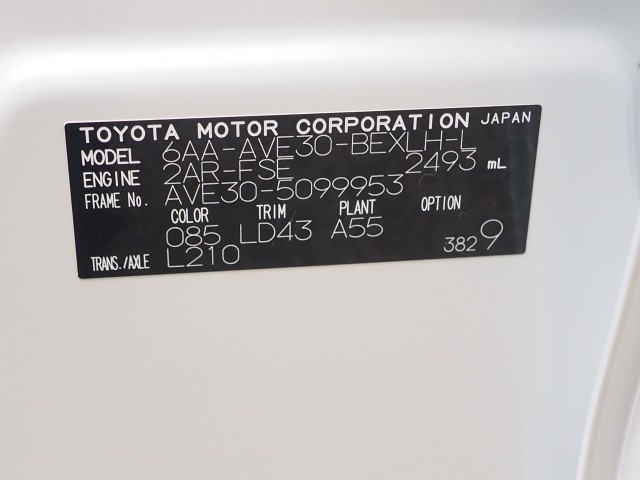 TOYOTA MOTOR CORPORATION JAPAN
MODEL 6AA-AVE30-BEXLH-L
ENGINE 2AR-FSE 2493 mL
FRAME No. AVE30-5099953
COLOR TRIM PLANT OPTION
085 LD43 A55
TRANS./AXLE L210 3829